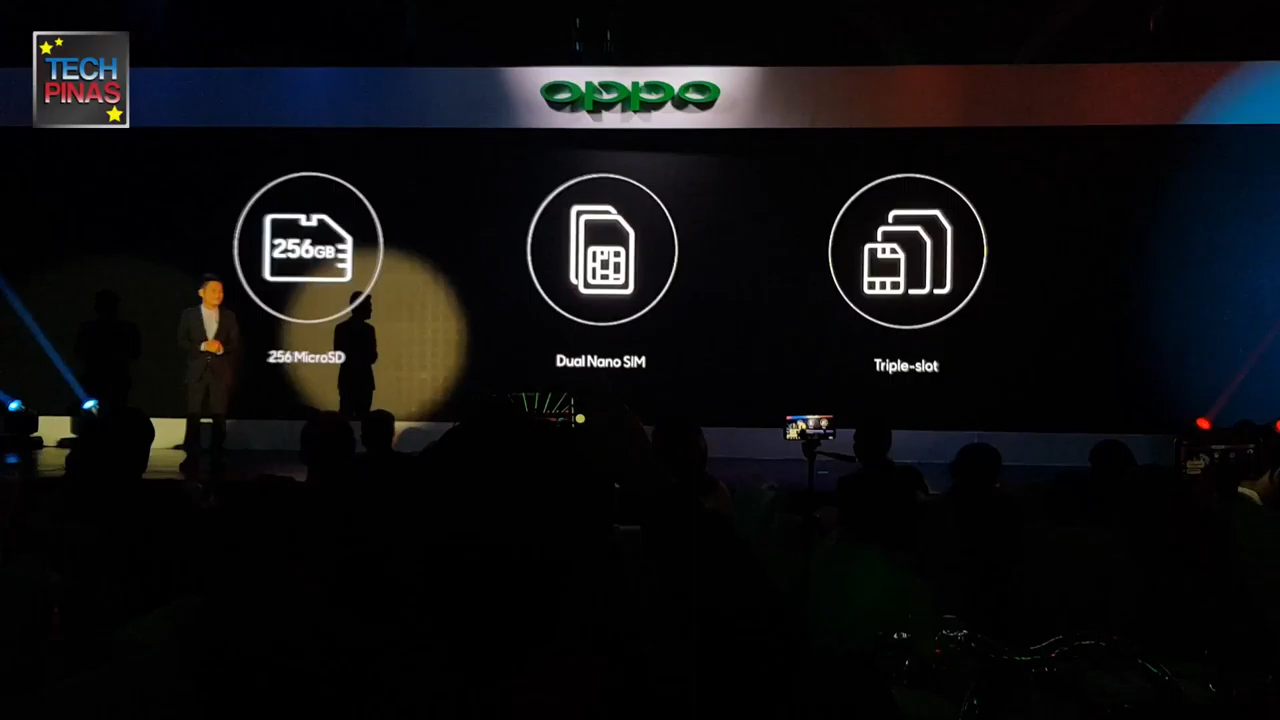 TECH
PINAS
oppo
256GB
256 MicroSD
Dual Nano SIM
Triple-slot